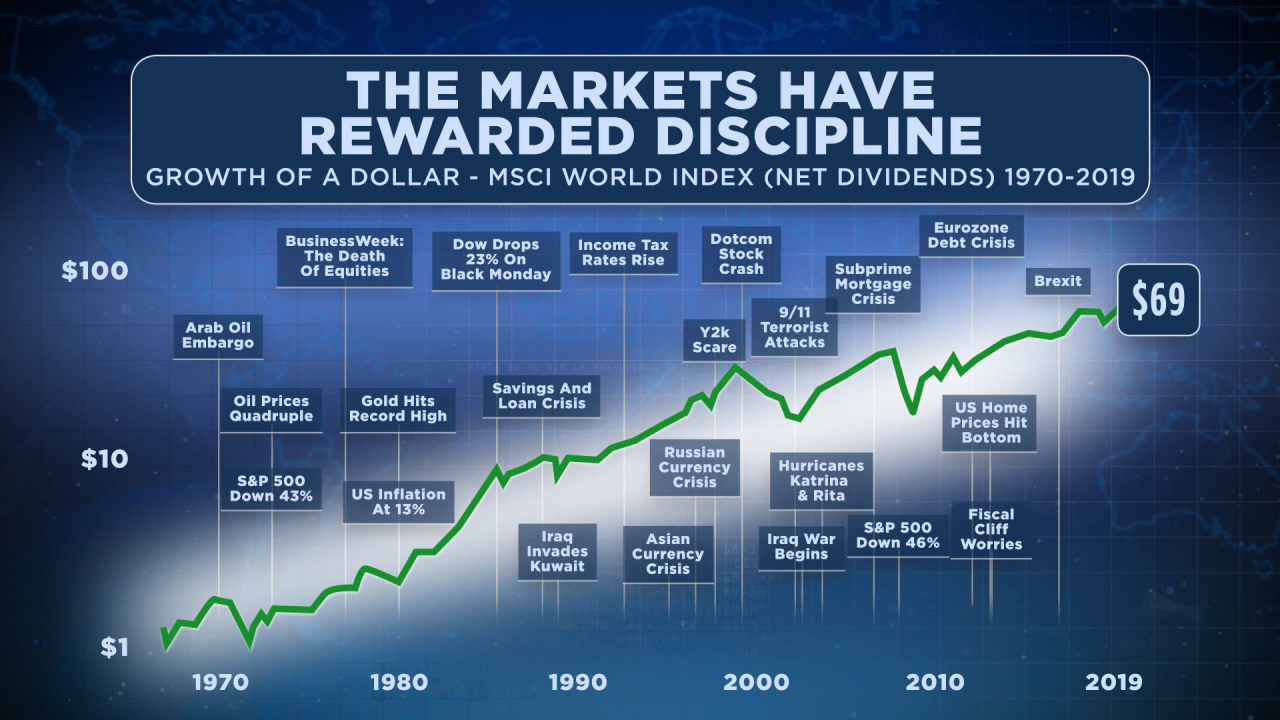 THE MARKETS HAVE
REWARDED DISCIPLINE
GROWTH OF A DOLLAR - MSCI WORLD INDEX (NET DIVIDENDS) 1970-2019
$100
$10
$1
Arab Oil
Embargo
Oil Prices
Quadruple
S&P 500
Down 43%
BusinessWeek:
The Death
Of Equities
Gold Hits
Record High
US Inflation
At 13%
Dow Drops
23% On
Black Monday
Savings And
Loan Crisis
Iraq
Invades
Kuwait
Income Tax
Rates Rise
Asian
Currency
Crisis
Russian
Currency
Crisis
Y2k
Scare
Dotcom
Stock
Crash
9/11
Terrorist
Attacks
Iraq War
Begins
Hurricanes
Katrina
& Rita
Subprime
Mortgage
Crisis
S&P 500
Down 46%
Eurozone
Debt Crisis
US Home
Prices Hit
Bottom
Fiscal
Cliff
Worries
Brexit
$69
1970
1980
1990
2000
2010
2019